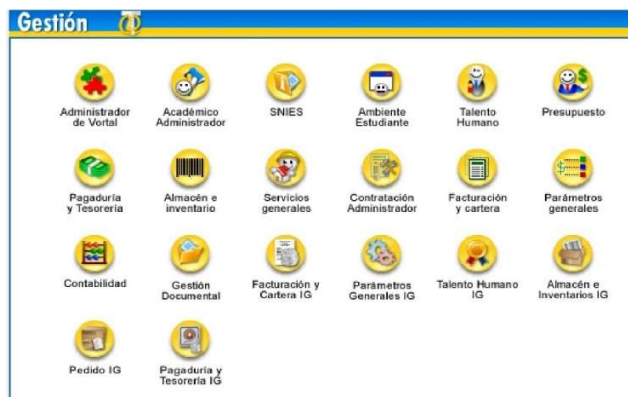 Gestión
Administrador
de Vortal
Académico
Administrador
SNIES
Ambiente
Estudiante
Talento
Humano
Presupuesto
Pagaduría
y Tesorería
Almacén e
inventario
Servicios
generales
Contratación
Administrador
Facturación
y cartera
Parámetros
generales
Contabilidad
Gestión
Documental
Facturación y
Cartera IG
Parámetros
Generales IG
Talento Humano
IG
Almacén e
Inventarios IG
Pedido IG
Pagaduría y
Tesorería IG